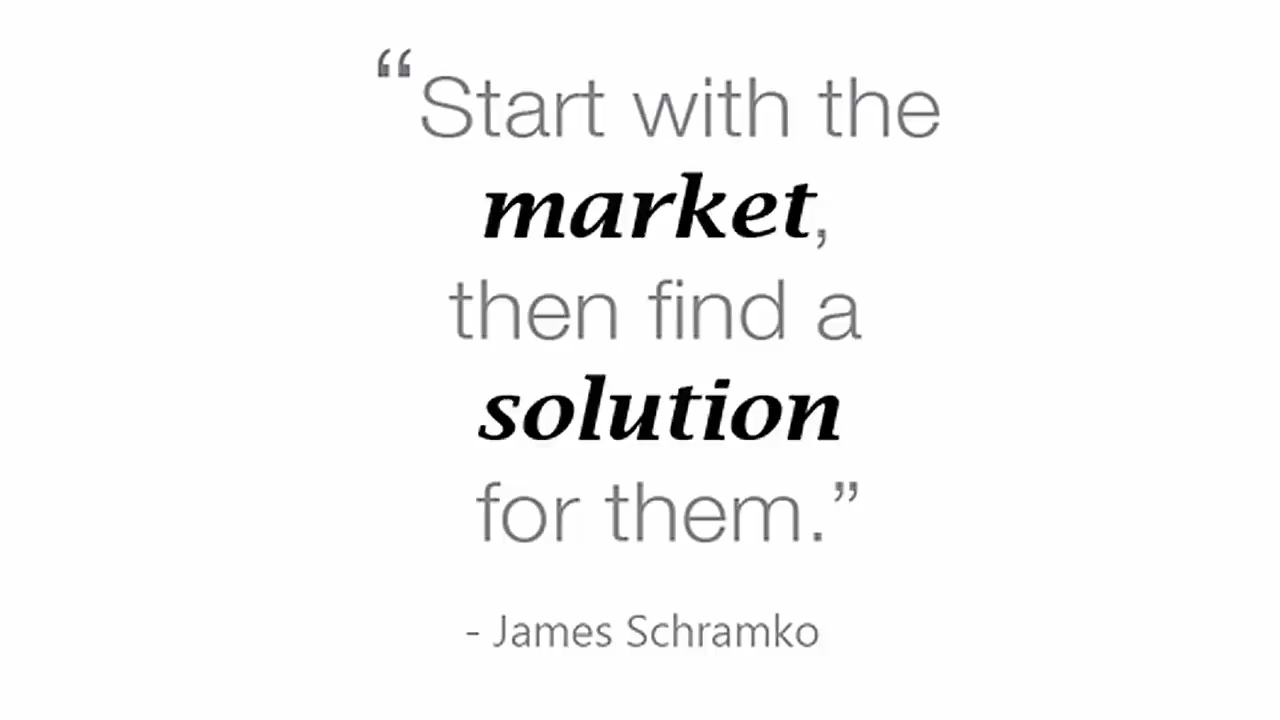 “Start with the
market,
then find a
solution
for them.”
- James Schramko